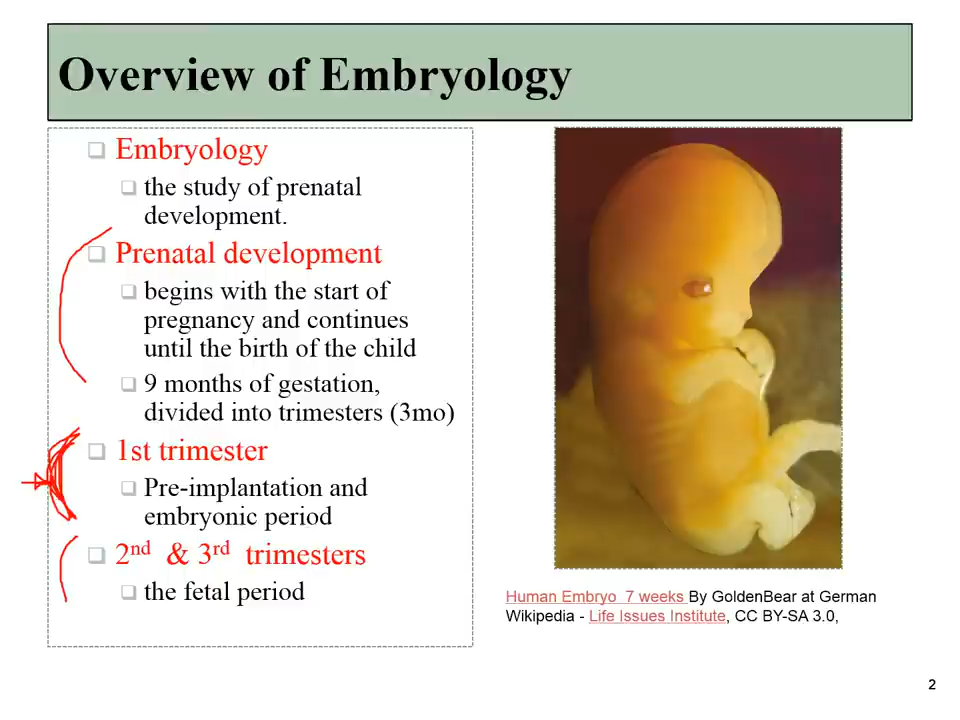 Overview of Embryology
Embryology
the study of prenatal
development.
Prenatal development
begins with the start of
pregnancy and continues
until the birth of the child
9 months of gestation,
divided into trimesters (3mo)
1st trimester
Pre-implantation and
embryonic period
2nd & 3rd trimesters
the fetal period
Human Embryo 7 weeks By GoldenBear at German
Wikipedia - Life Issues Institute, CC BY-SA 3.0,
2